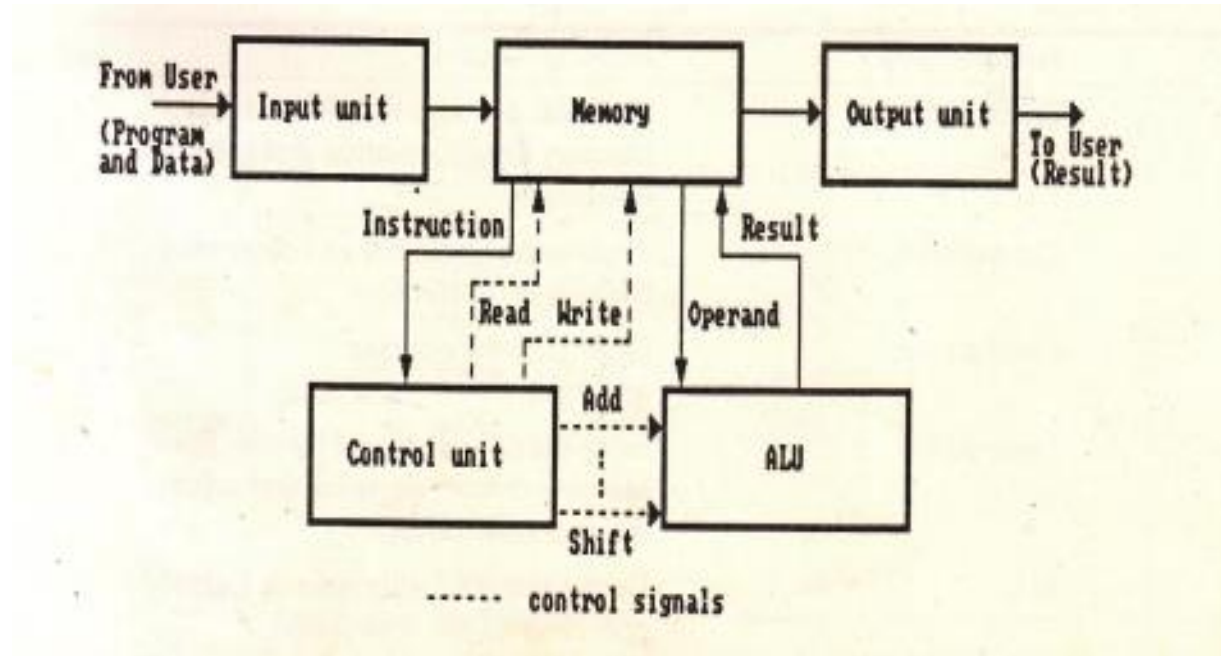 From User
(Program
and Data)
Input unit
Memory
Output unit
To User
(Result)
Instruction
Result
Read
Write
Operand
Add
Control unit
ALU
Shift
control signals